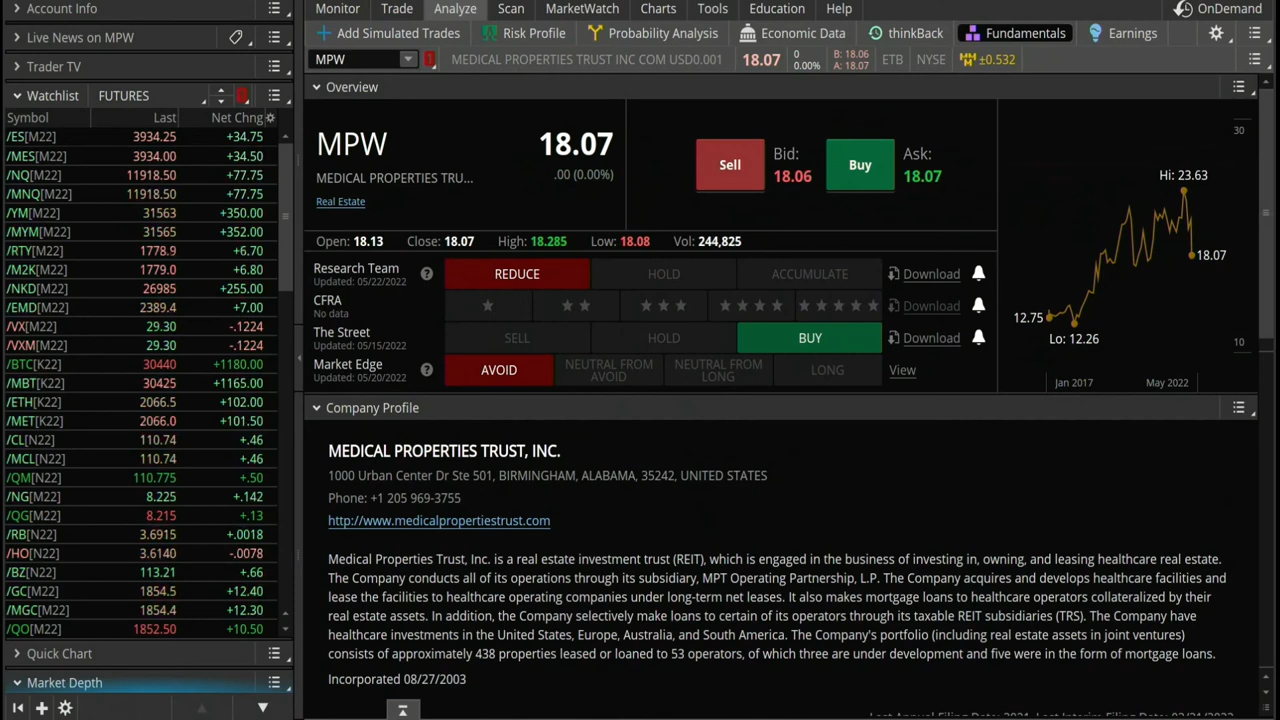 Account Info
Live News on MPW
Trader TV
Watchlist FUTURES
Symbol Last Net Chng
/ES[M22] 3934.25 +34.75
/MES[M22] 3934.00 +34.50
/NQ[M22] 11918.50 +77.75
/MNQ[M22] 11918.50 +77.75
/YM[M22] 31563 +350.00
/MYM[M22] 31565 +352.00
/RTY[M22] 1778.9 +6.70
/M2K[M22] 1779.0 +6.80
/NKD[M22] 26985 +255.00
/EMD[M22] 2389.4 +7.00
/VX[M22] 29.30 -.1224
/VXM[M22] 29.30 -.1224
/BTC[K22] 30440 +1180.00
/MBT[K22] 30425 +1165.00
/ETH[K22] 2066.5 +102.00
/MET[K22] 2066.0 +101.50
/CL[N22] 110.74 +.46
/MCL[N22] 110.74 +.46
/QM[N22] 110.775 +.50
/NG[M22] 8.225 +.142
/QG[M22] 8.215 +.13
/RB[N22] 3.6915 +.0018
/HO[N22] 3.6140 -.0078
/BZ[N22] 113.21 +.66
/GC[M22] 1854.5 +12.40
/MGC[M22] 1854.4 +12.30
/QO[M22] 1852.50 +10.50
Quick Chart
Market Depth
Monitor Trade Analyze Scan MarketWatch Charts Tools Education Help OnDemand
Add Simulated Trades Risk Profile Probability Analysis Economic Data thinkBack Fundamentals Earnings
MPW 1 MEDICAL PROPERTIES TRUST INC COM USD0.001 18.07 0 0.00% B: 18.06 A: 18.07 ETB NYSE ±0.532
Overview
MPW 18.07
MEDICAL PROPERTIES TRU... .00 (0.00%)
Real Estate
Sell Bid: 18.06 Buy Ask: 18.07
Open: 18.13 Close: 18.07 High: 18.285 Low: 18.08 Vol: 244,825
Research Team REDUCE HOLD ACCUMULATE Download
Updated: 05/22/2022
CFRA Download
No data
The Street SELL HOLD BUY Download
Updated: 05/15/2022
Market Edge AVOID NEUTRAL FROM AVOID NEUTRAL FROM LONG LONG View
Updated: 05/20/2022
30
Hi: 23.63
18.07
12.75
Lo: 12.26
10
Jan 2017 May 2022
Company Profile
MEDICAL PROPERTIES TRUST, INC.
1000 Urban Center Dr Ste 501, BIRMINGHAM, ALABAMA, 35242, UNITED STATES
Phone: +1 205 969-3755
http://www.medicalpropertiestrust.com
Medical Properties Trust, Inc. is a real estate investment trust (REIT), which is engaged in the business of investing in, owning, and leasing healthcare real estate.
The Company conducts all of its operations through its subsidiary, MPT Operating Partnership, L.P. The Company acquires and develops healthcare facilities and
lease the facilities to healthcare operating companies under long-term net leases. It also makes mortgage loans to healthcare operators collateralized by their
real estate assets. In addition, the Company selectively make loans to certain of its operators through its taxable REIT subsidiaries (TRS). The Company have
healthcare investments in the United States, Europe, Australia, and South America. The Company's portfolio (including real estate assets in joint ventures)
consists of approximately 438 properties leased or loaned to 53 operators, of which three are under development and five were in the form of mortgage loans.
Incorporated 08/27/2003